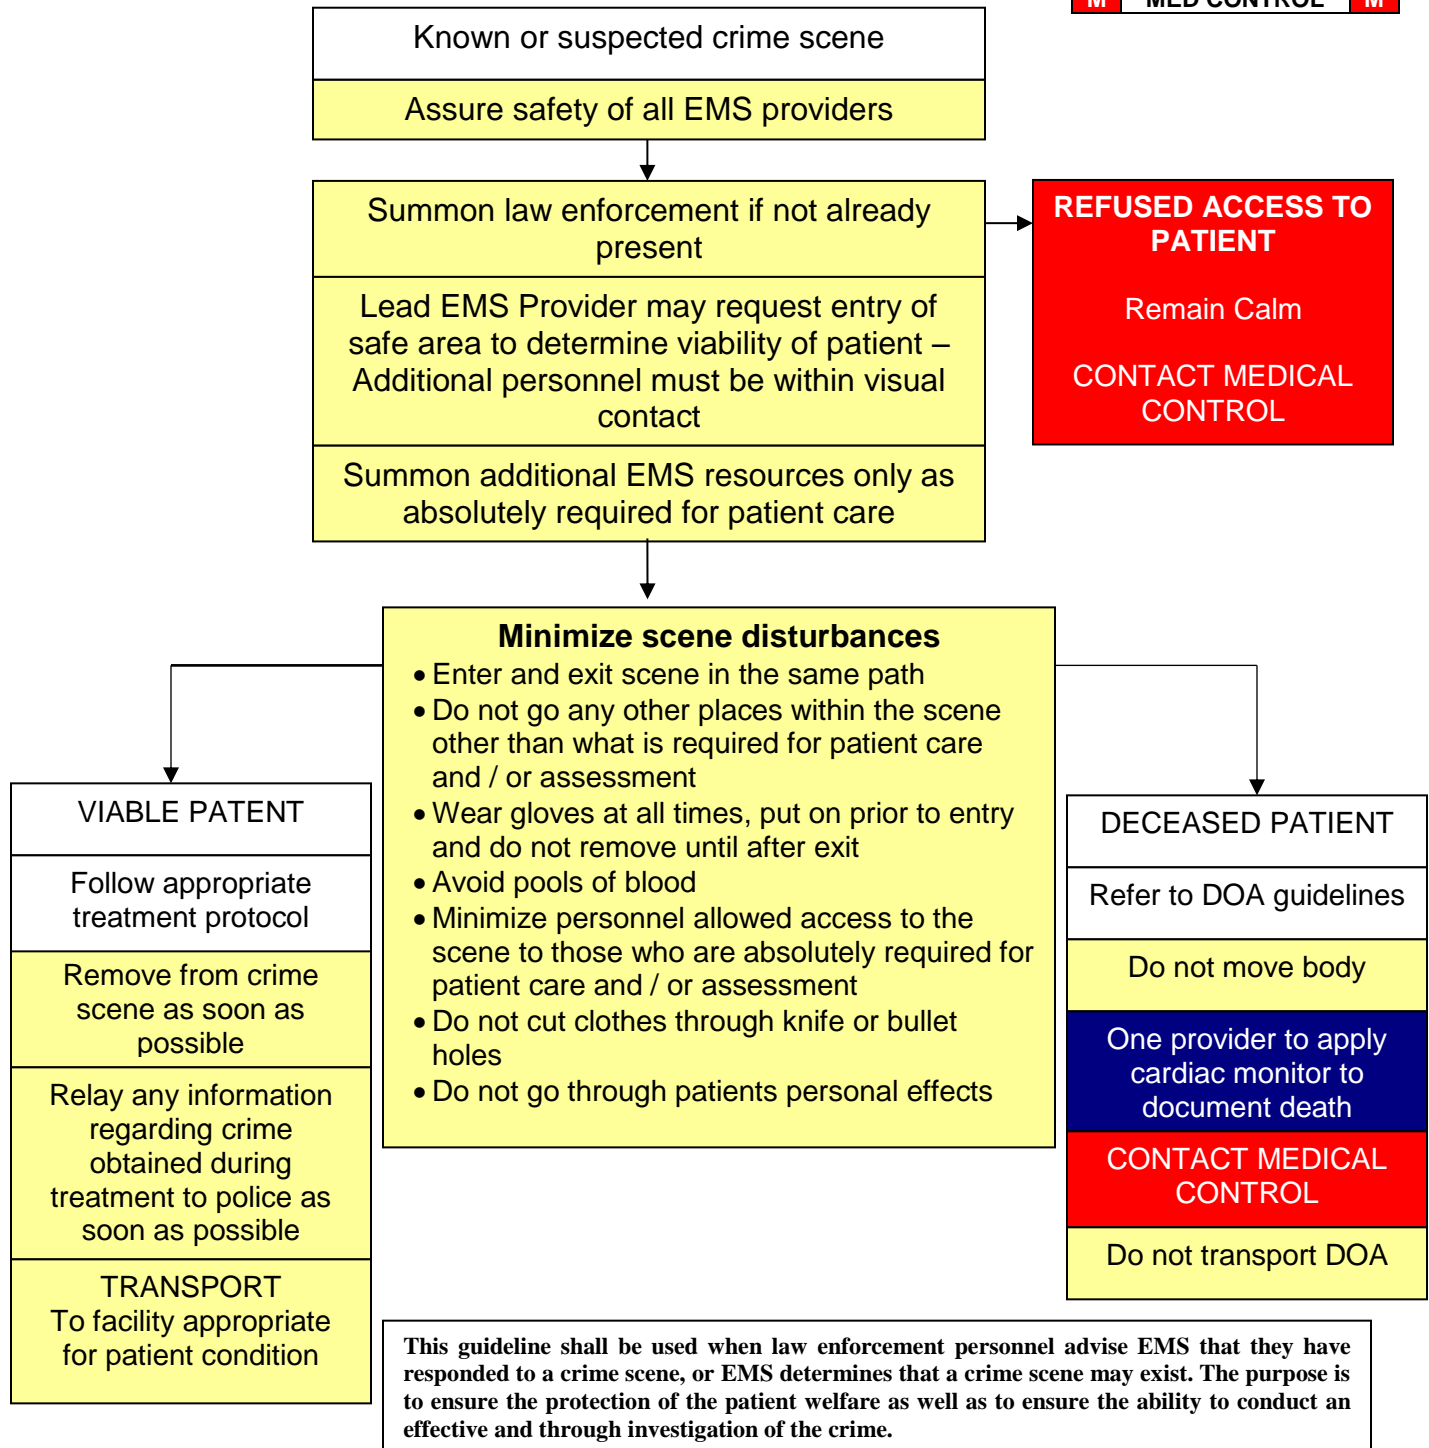 M MED CONTROL M
Known or suspected crime scene
Assure safety of all EMS providers
Summon law enforcement if not already
present
Lead EMS Provider may request entry of
safe area to determine viability of patient –
Additional personnel must be within visual
contact
Summon additional EMS resources only as
absolutely required for patient care
REFUSED ACCESS TO
PATIENT
Remain Calm
CONTACT MEDICAL
CONTROL
Minimize scene disturbances
• Enter and exit scene in the same path
• Do not go any other places within the scene
other than what is required for patient care
and / or assessment
• Wear gloves at all times, put on prior to entry
and do not remove until after exit
• Avoid pools of blood
• Minimize personnel allowed access to the
scene to those who are absolutely required for
patient care and / or assessment
• Do not cut clothes through knife or bullet
holes
• Do not go through patients personal effects
VIABLE PATENT
Follow appropriate
treatment protocol
Remove from crime
scene as soon as
possible
Relay any information
regarding crime
obtained during
treatment to police as
soon as possible
TRANSPORT
To facility appropriate
for patient condition
DECEASED PATIENT
Refer to DOA guidelines
Do not move body
One provider to apply
cardiac monitor to
document death
CONTACT MEDICAL
CONTROL
Do not transport DOA
This guideline shall be used when law enforcement personnel advise EMS that they have
responded to a crime scene, or EMS determines that a crime scene may exist. The purpose is
to ensure the protection of the patient welfare as well as to ensure the ability to conduct an
effective and through investigation of the crime.